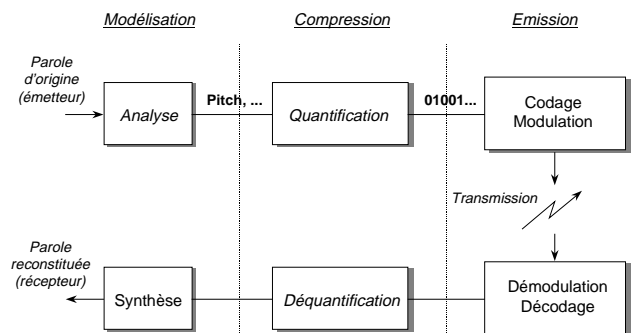 Modélisation
Compression
Emission
Parole
d'origine
(émetteur)
Analyse
Pitch, ...
Quantification
01001...
Codage
Modulation
Transmission
Parole
reconstituée
(récepteur)
Synthèse
Déquantification
Démodulation
Décodage